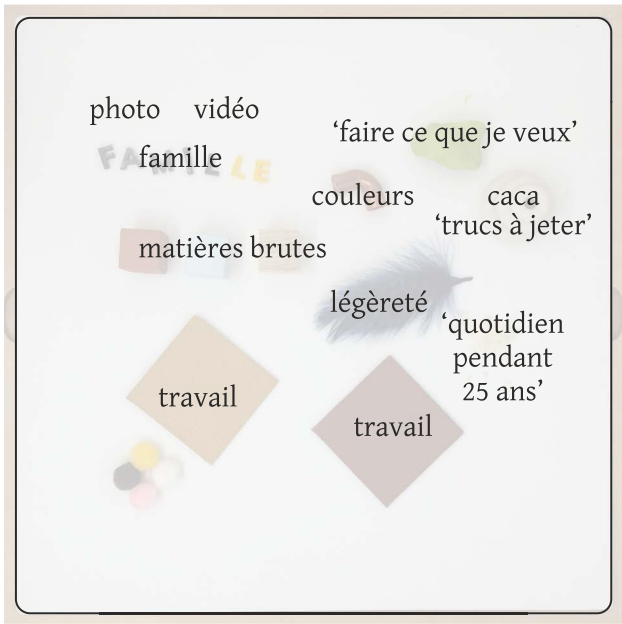 photo vidéo
‘faire ce que je veux’
FAMILLE
famille
couleurs
caca
‘trucs à jeter’
matières brutes
légèreté
‘quotidien
pendant
25 ans’
travail
travail